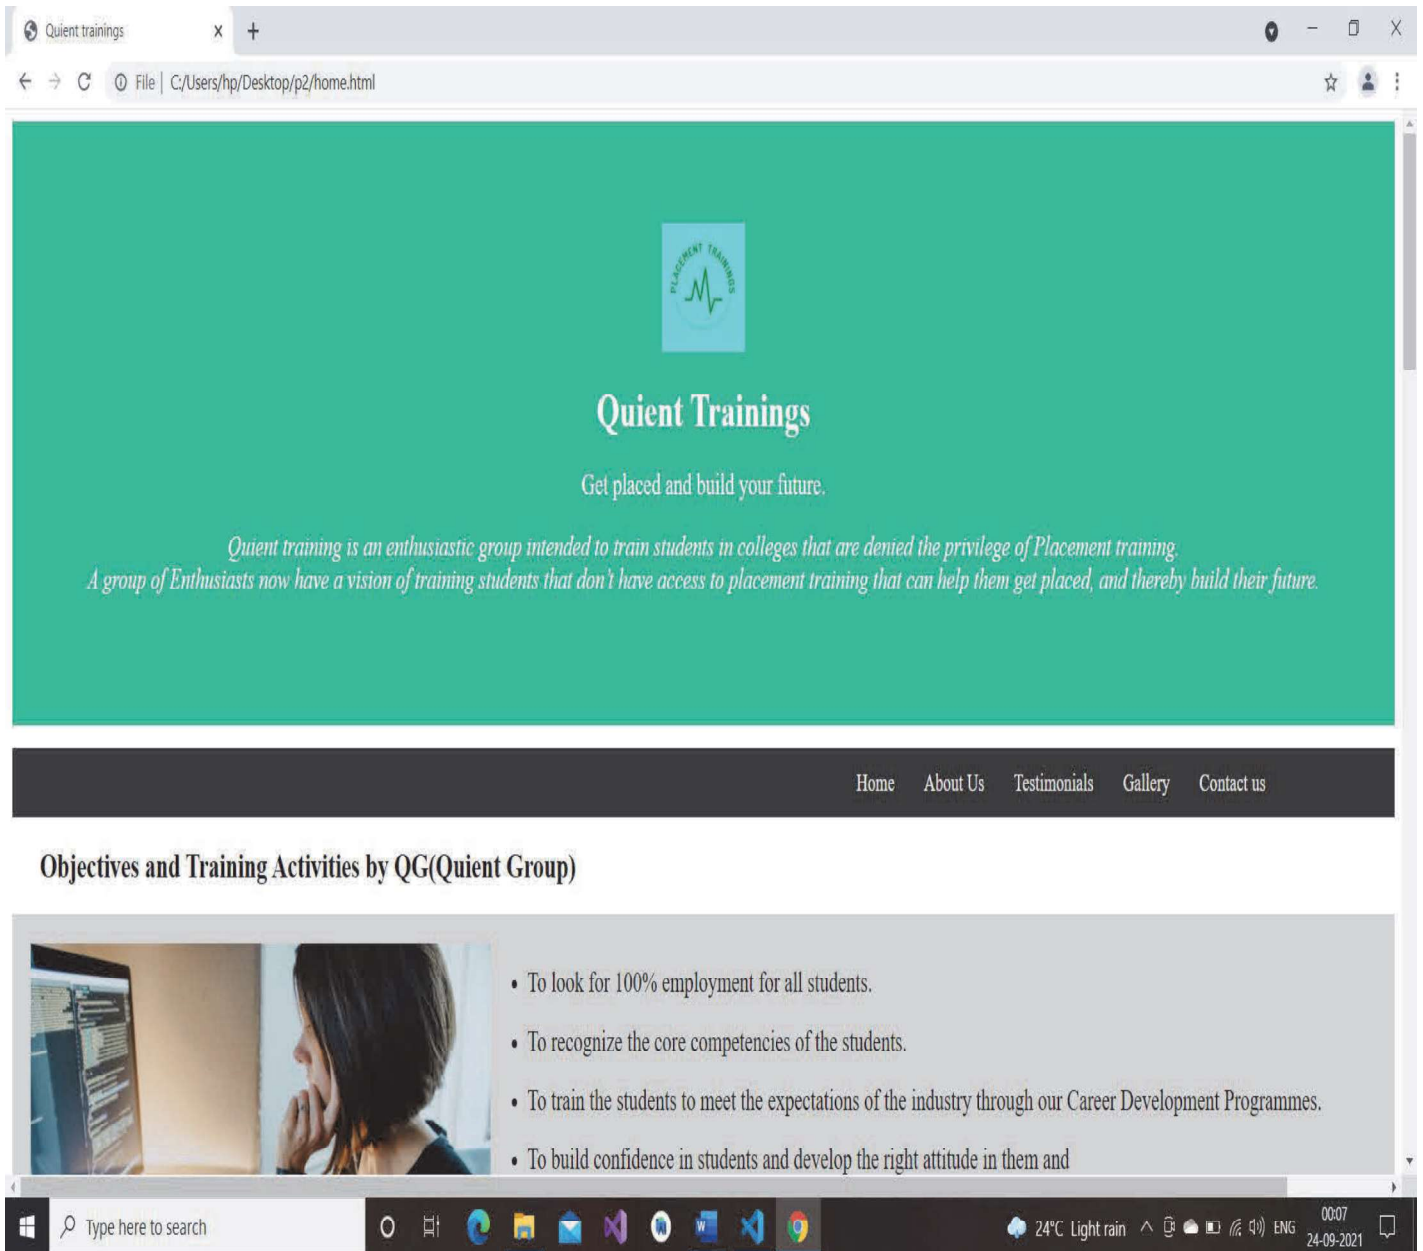 Quient trainings
File | C:/Users/hp/Desktop/p2/home.html
PLACEMENT TRAININGS
Quient Trainings
Get placed and build your future.
Quient training is an enthusiastic group intended to train students in colleges that are denied the privilege of Placement training.
A group of Enthusiasts now have a vision of training students that don't have access to placement training that can help them get placed, and thereby build their future.
Home About Us Testimonials Gallery Contact us
Objectives and Training Activities by QG(Quient Group)
• To look for 100% employment for all students.
• To recognize the core competencies of the students.
• To train the students to meet the expectations of the industry through our Career Development Programmes.
• To build confidence in students and develop the right attitude in them and
Type here to search
24°C Light rain
ENG
00:07
24-09-2021